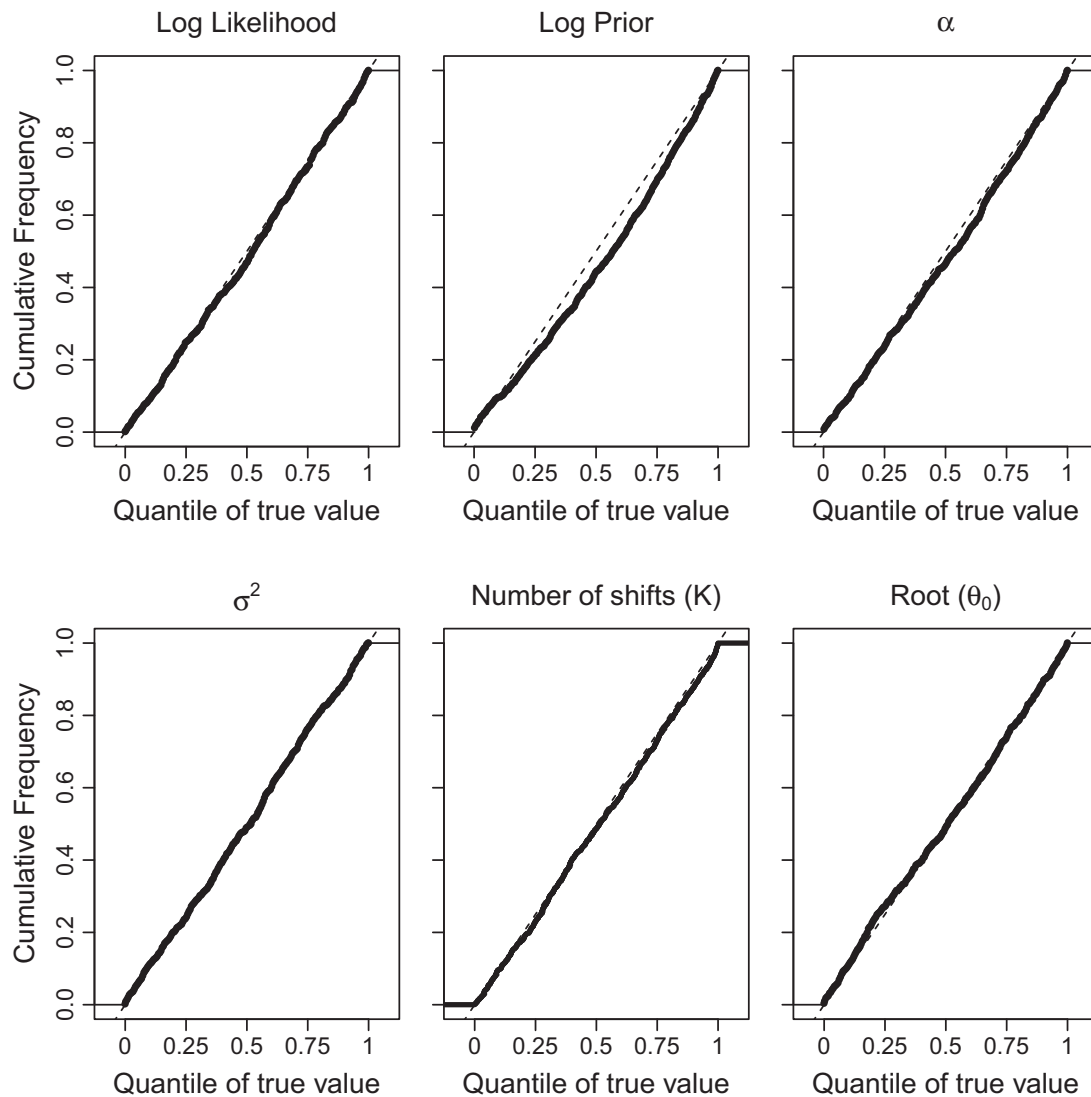 Log Likelihood
Log Prior
α
Cumulative Frequency
0.0 0.2 0.4 0.6 0.8 1.0
0 0.25 0.5 0.75 1
0 0.25 0.5 0.75 1
0 0.25 0.5 0.75 1
Quantile of true value
Quantile of true value
Quantile of true value
σ²
Number of shifts (K)
Root (θ₀)
Cumulative Frequency
0.0 0.2 0.4 0.6 0.8 1.0
0 0.25 0.5 0.75 1
0 0.25 0.5 0.75 1
0 0.25 0.5 0.75 1
Quantile of true value
Quantile of true value
Quantile of true value